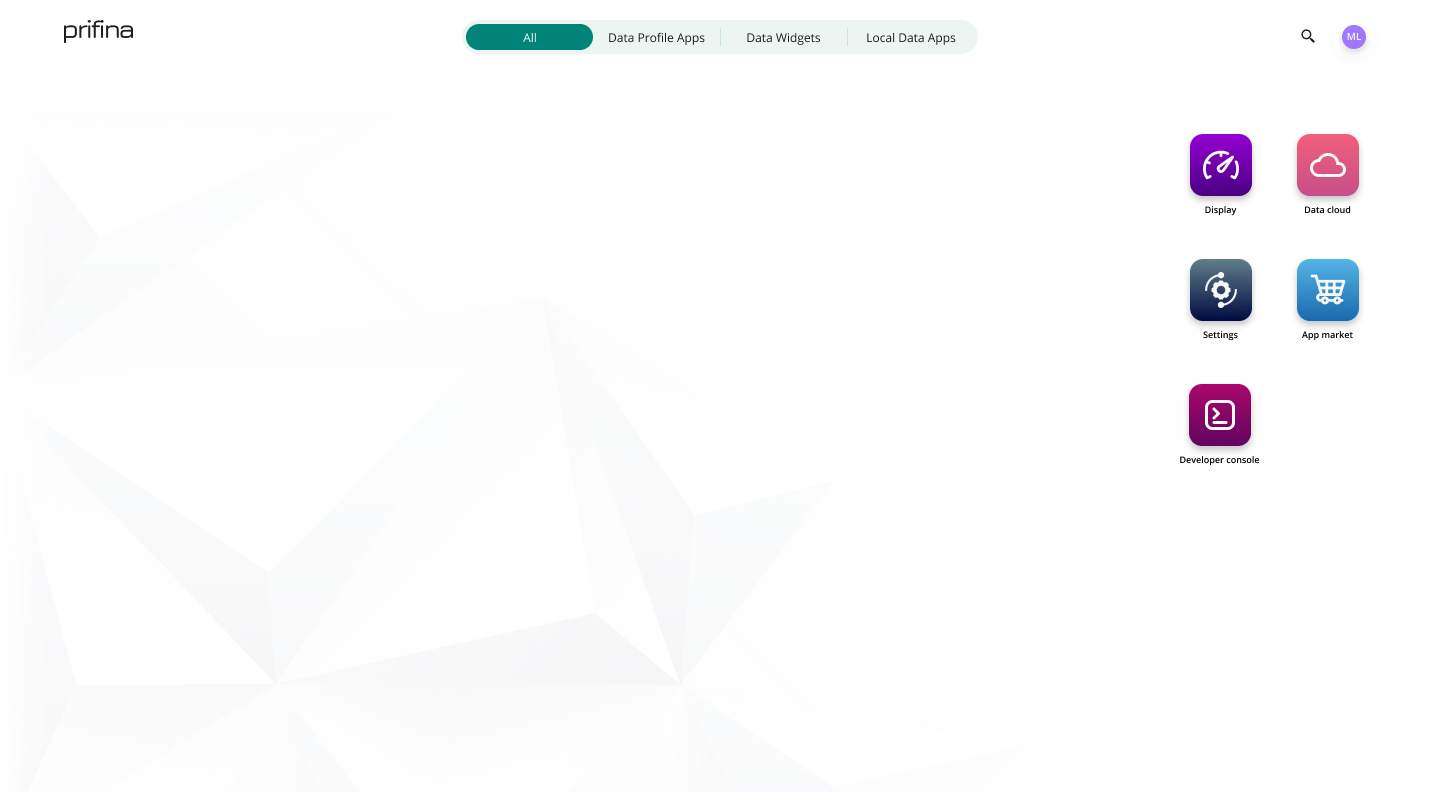 prifina
All
Data Profile Apps
Data Widgets
Local Data Apps
ML
Display
Data cloud
Settings
App market
Developer console